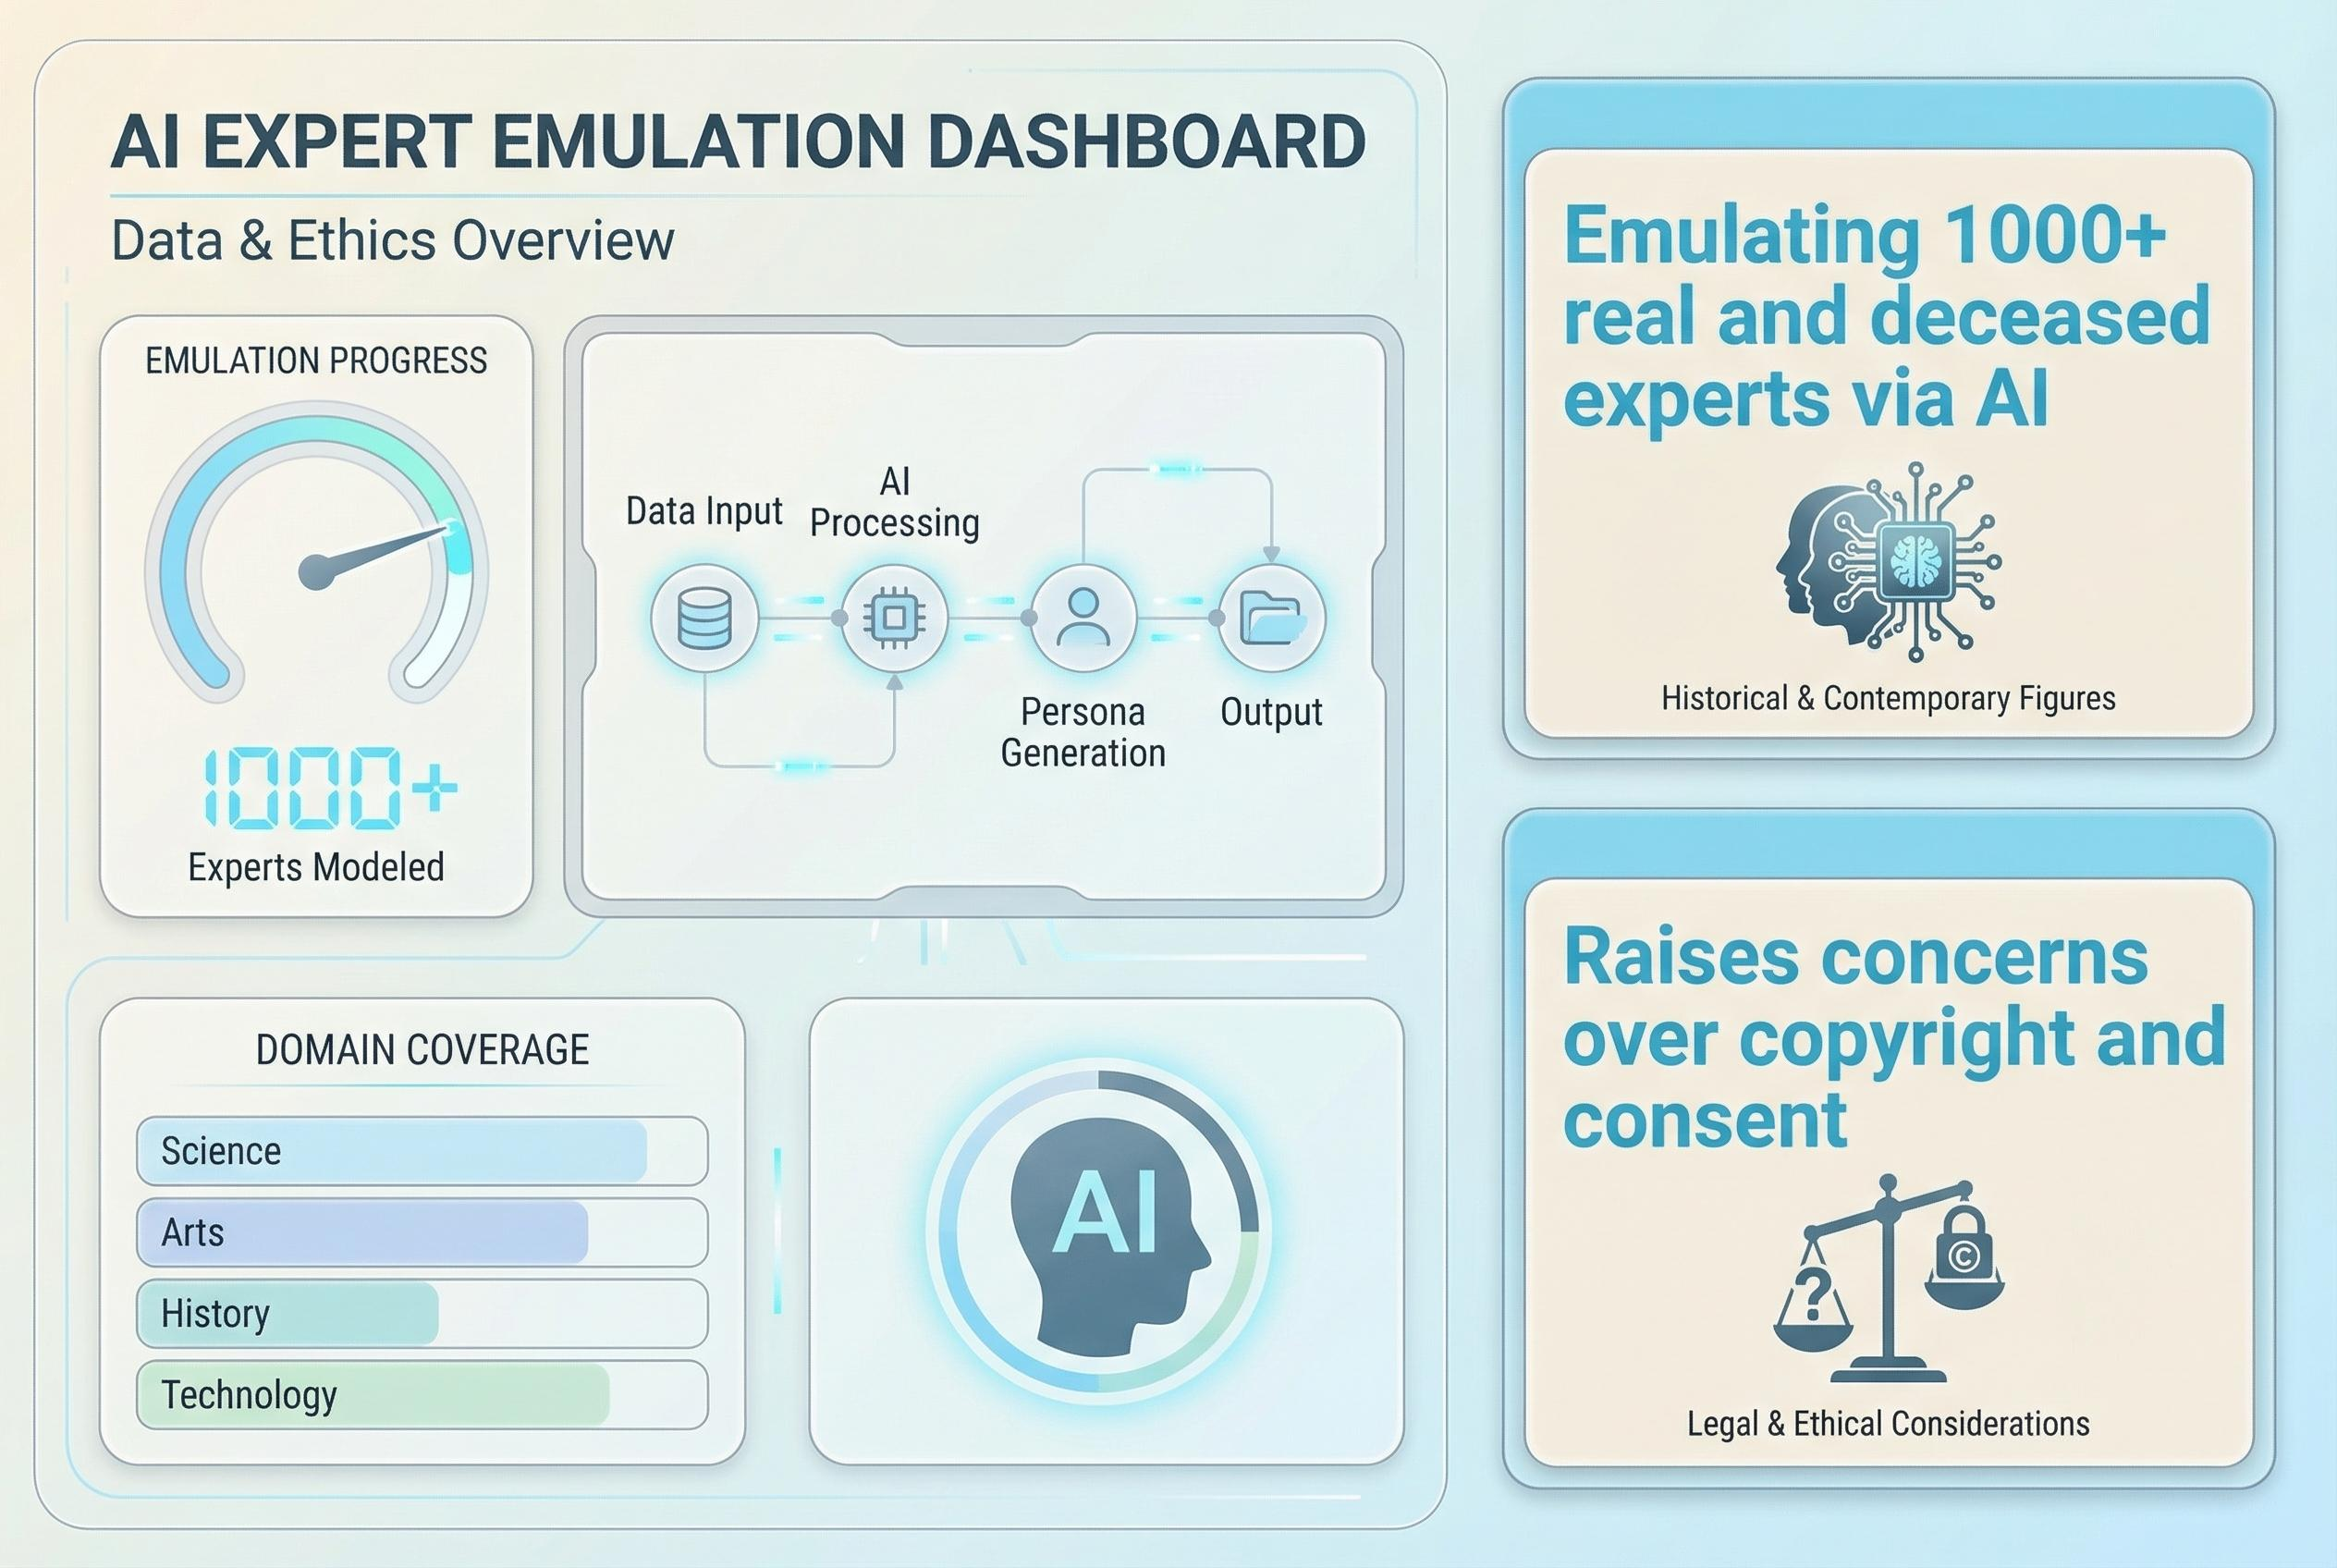 AI EXPERT EMULATION DASHBOARD
Data & Ethics Overview
EMULATION PROGRESS
1000+
Experts Modeled
Data Input
AI
Processing
Persona
Generation
Output
DOMAIN COVERAGE
Science
Arts
History
Technology
AI
Emulating 1000+
real and deceased
experts via AI
Historical & Contemporary Figures
Raises concerns
over copyright and
consent
?
©
Legal & Ethical Considerations